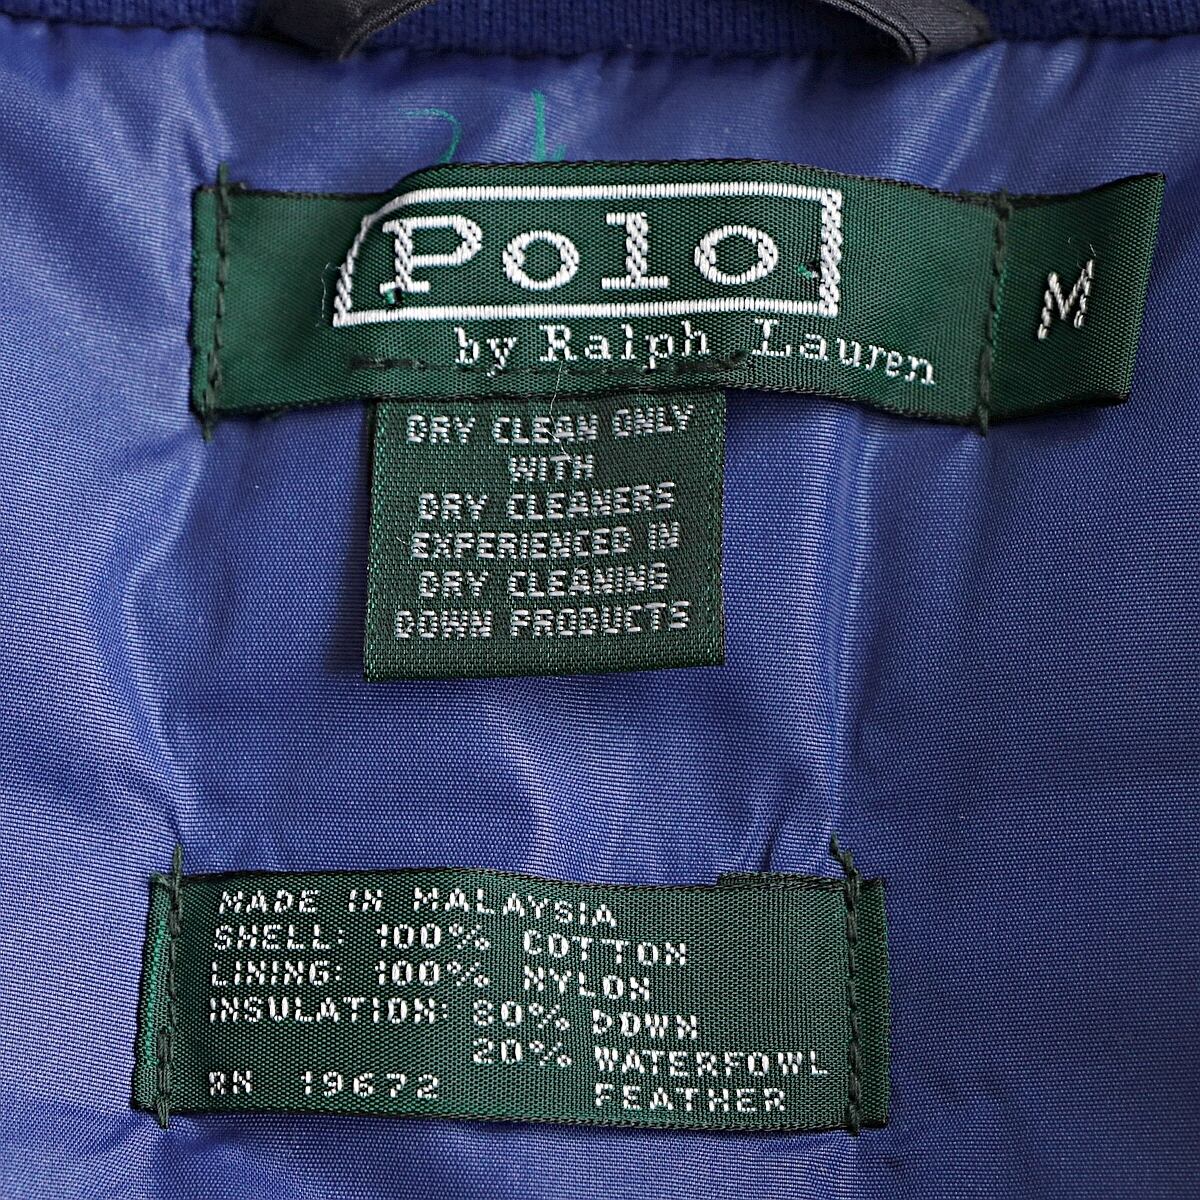 Polo
by Ralph Lauren
M
DRY CLEAN ONLY
WITH
DRY CLEANERS
EXPERIENCED IN
DRY CLEANING
DOWN PRODUCTS
MADE IN MALAYSIA
SHELL: 100% COTTON
LINING: 100% NYLON
INSULATION: 80% DOWN
20% WATERFOWL
FEATHER
RN 19672